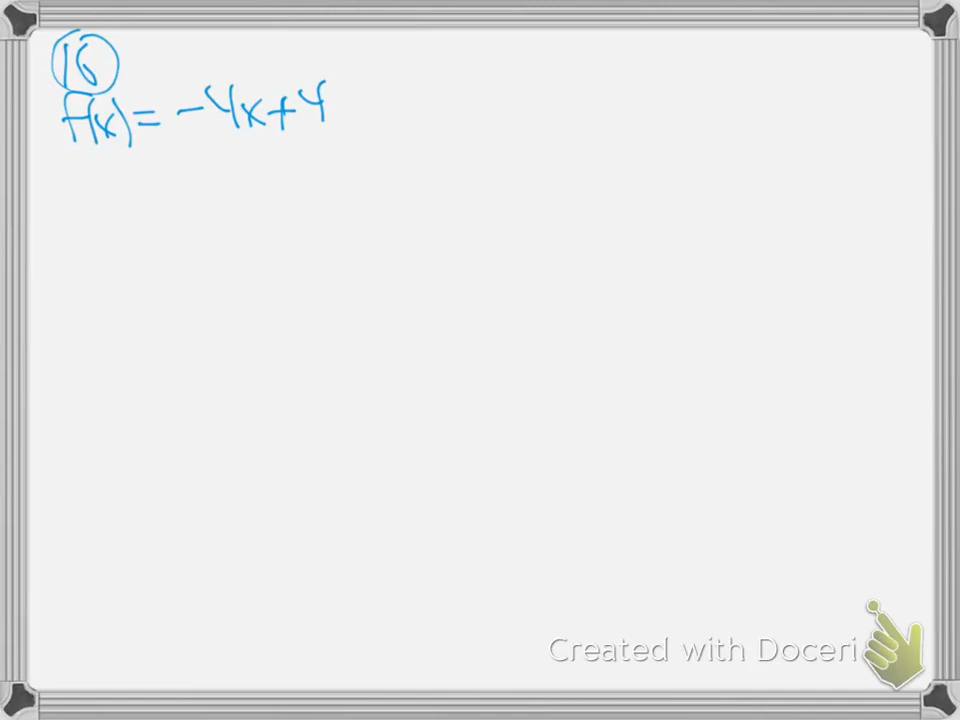 16
f(x) = -4x+4
Created with Doceri